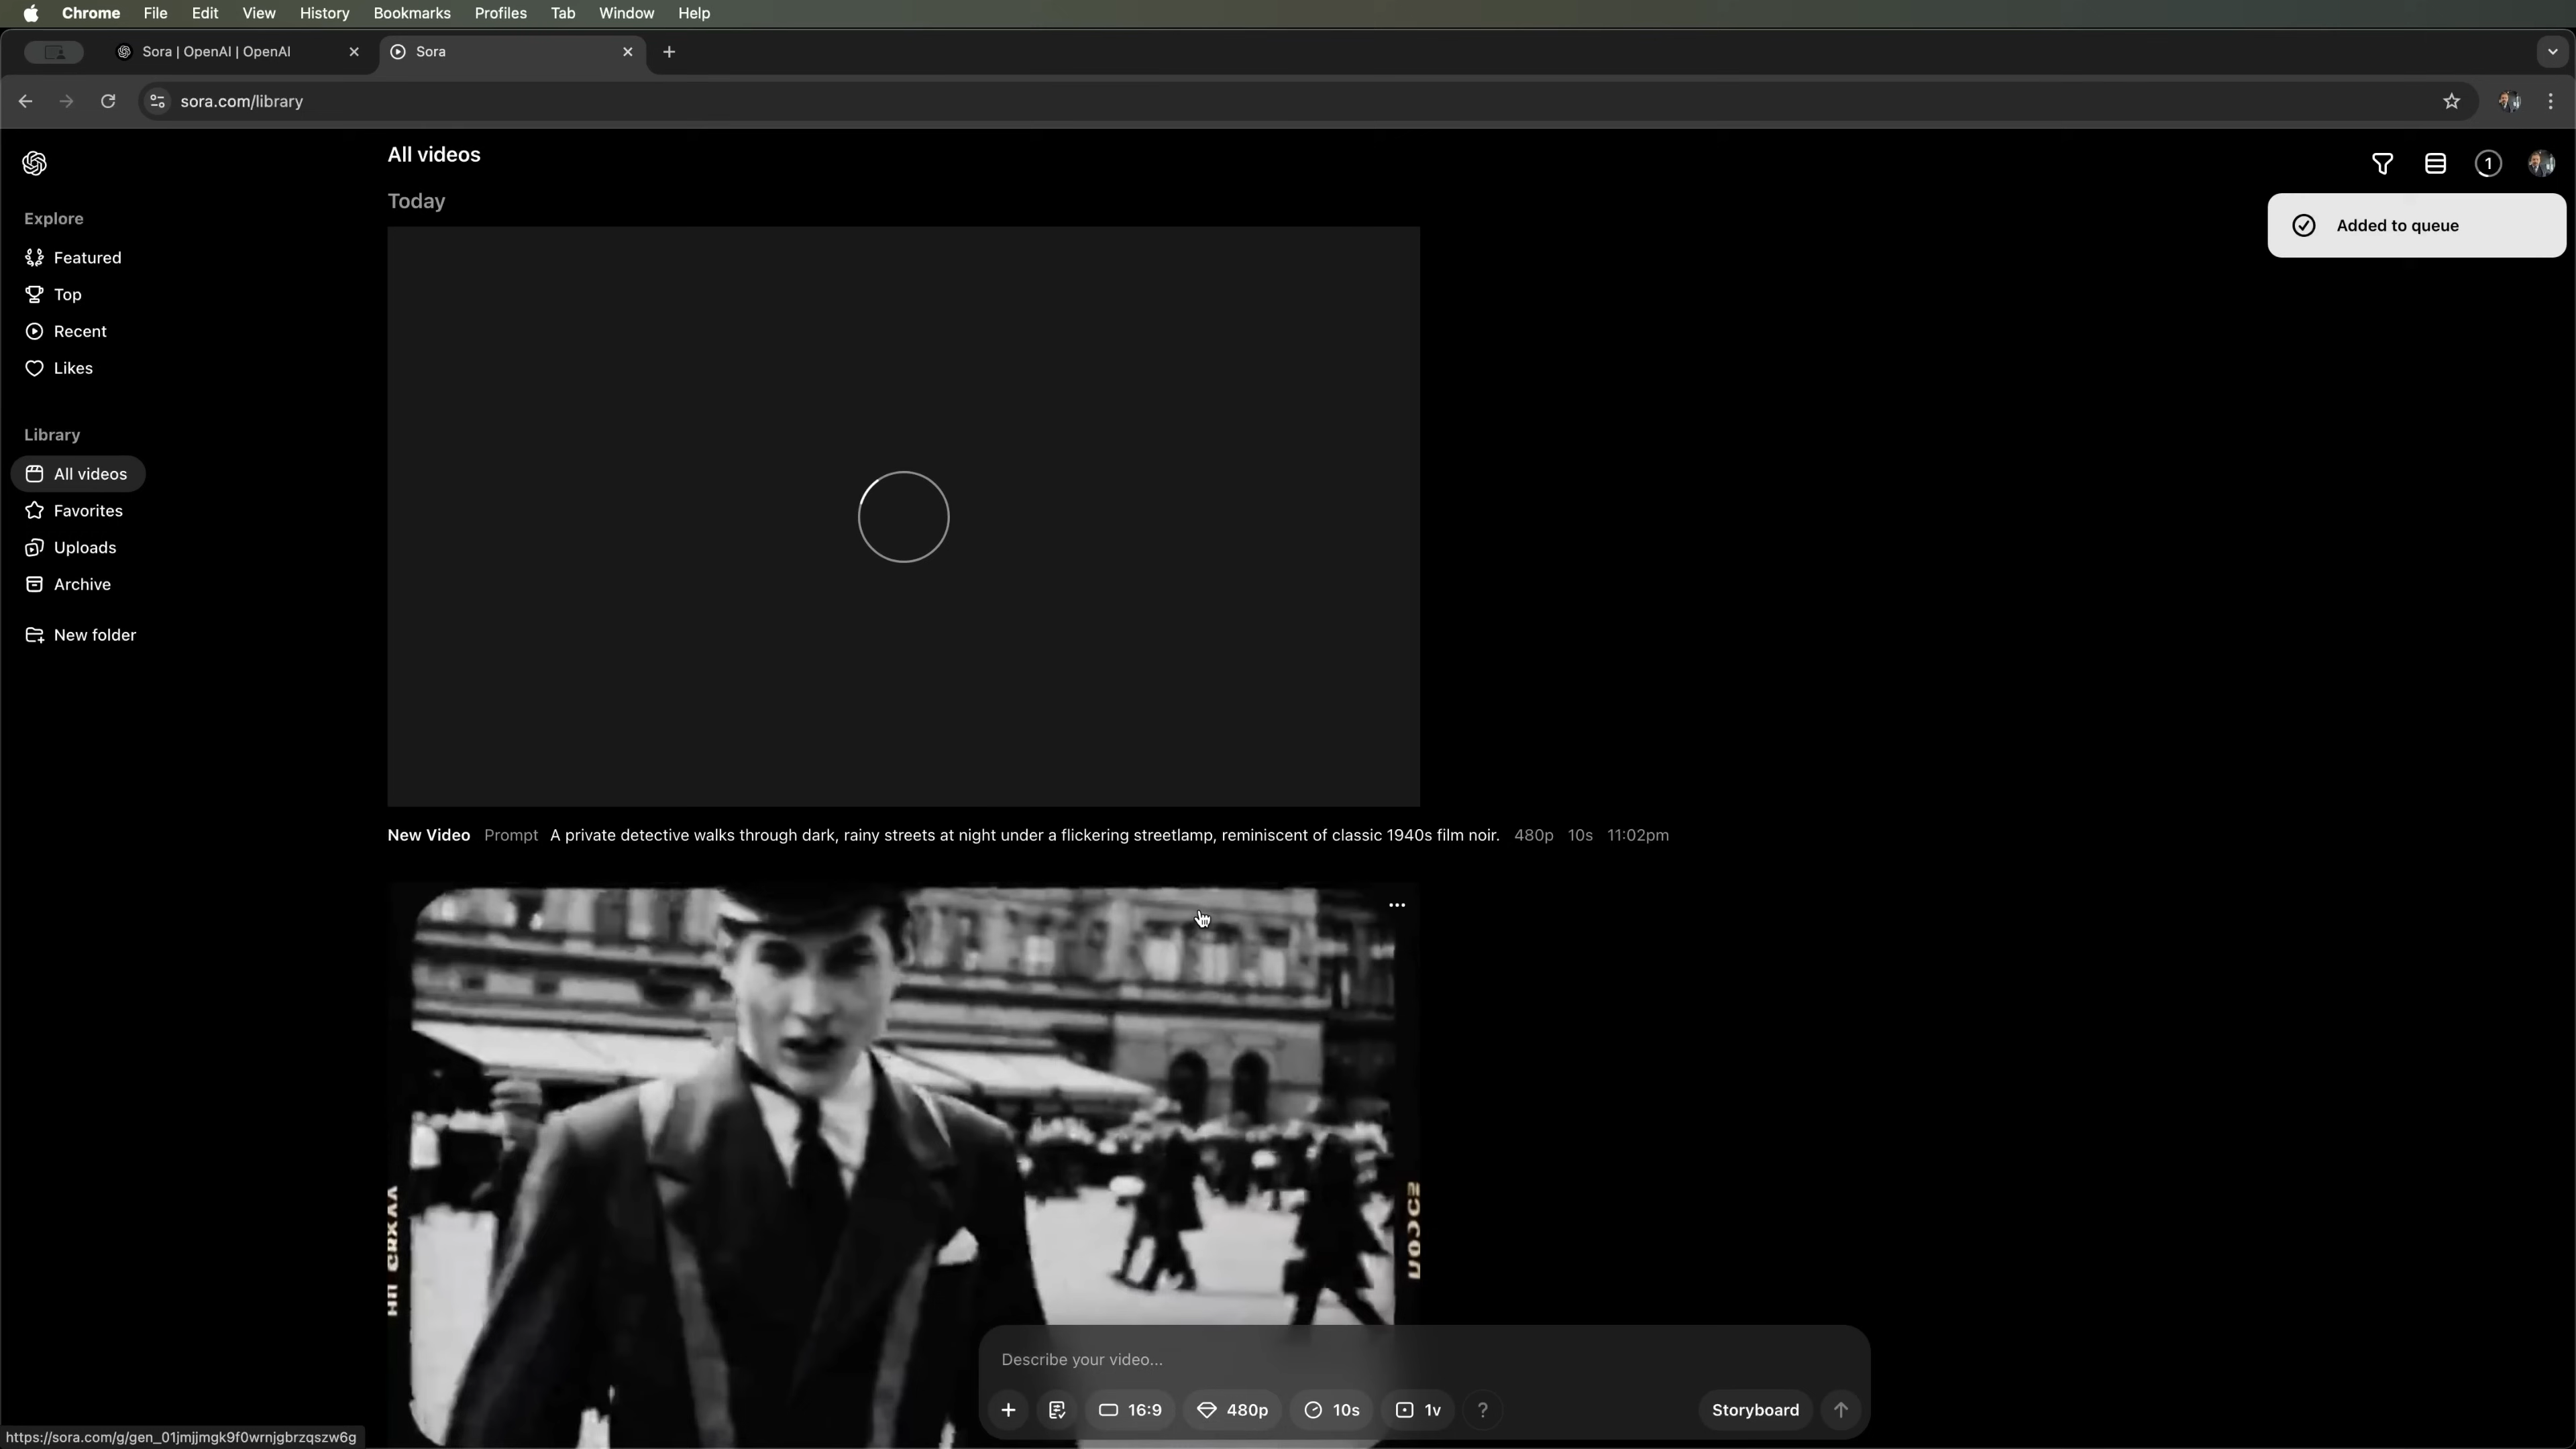 Chrome File Edit View History Bookmarks Profiles Tab Window Help
Sora | OpenAI | OpenAI Sora
sora.com/library
All videos
1
Today
Added to queue
Explore
Featured
Top
Recent
Likes
Library
All videos
Favorites
Uploads
Archive
New folder
New Video Prompt A private detective walks through dark, rainy streets at night under a flickering streetlamp, reminiscent of classic 1940s film noir. 480p 10s 11:02pm
Describe your video...
16:9 480p 10s 1v ? Storyboard
https://sora.com/g/gen_01jmjjmgk9f0wrnjgbrzqszw6g